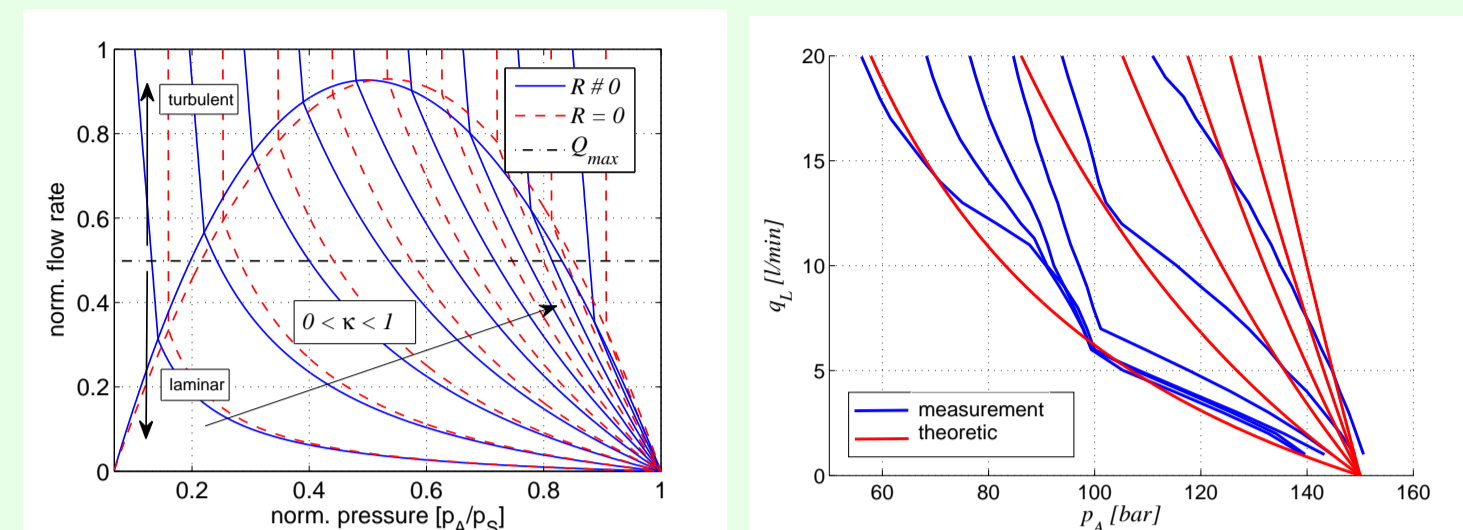 1
0.8
0.6
0.4
0.2
0
norm. flow rate
turbulent
laminar
0 < κ < 1
R # 0
R = 0
Q_max
0.2 0.4 0.6 0.8 1
norm. pressure [p_A/p_S]
20
15
10
5
0
q_L [l/min]
measurement
theoretic
60 80 100 120 140 160
p_A [bar]